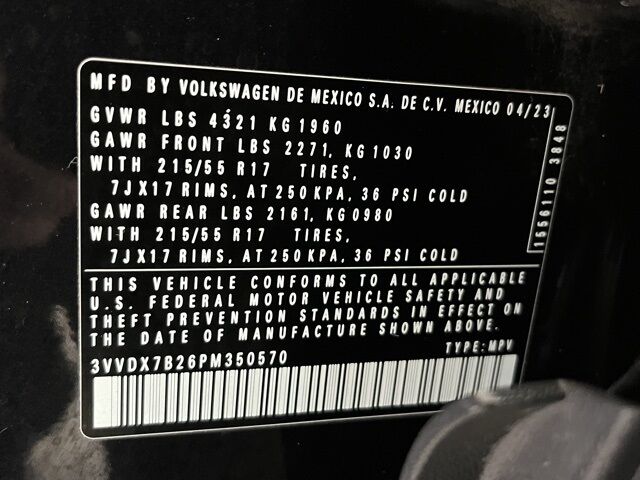 MFD BY VOLKSWAGEN DE MEXICO S.A. DE C.V. MEXICO 04/23
GVWR LBS 4321 KG 1960
GAWR FRONT LBS 2271, KG 1030
WITH 215/55 R17 TIRES,
7JX17 RIMS, AT 250 KPA, 36 PSI COLD
GAWR REAR LBS 2161, KG 0980
WITH 215/55 R17 TIRES,
7JX17 RIMS, AT 250 KPA, 36 PSI COLD
1556110 3848
THIS VEHICLE CONFORMS TO ALL APPLICABLE
U.S. FEDERAL MOTOR VEHICLE SAFETY AND
THEFT PREVENTION STANDARDS IN EFFECT ON
THE DATE OF MANUFACTURE SHOWN ABOVE.
3VVDX7B26PM350570 TYPE: MPV